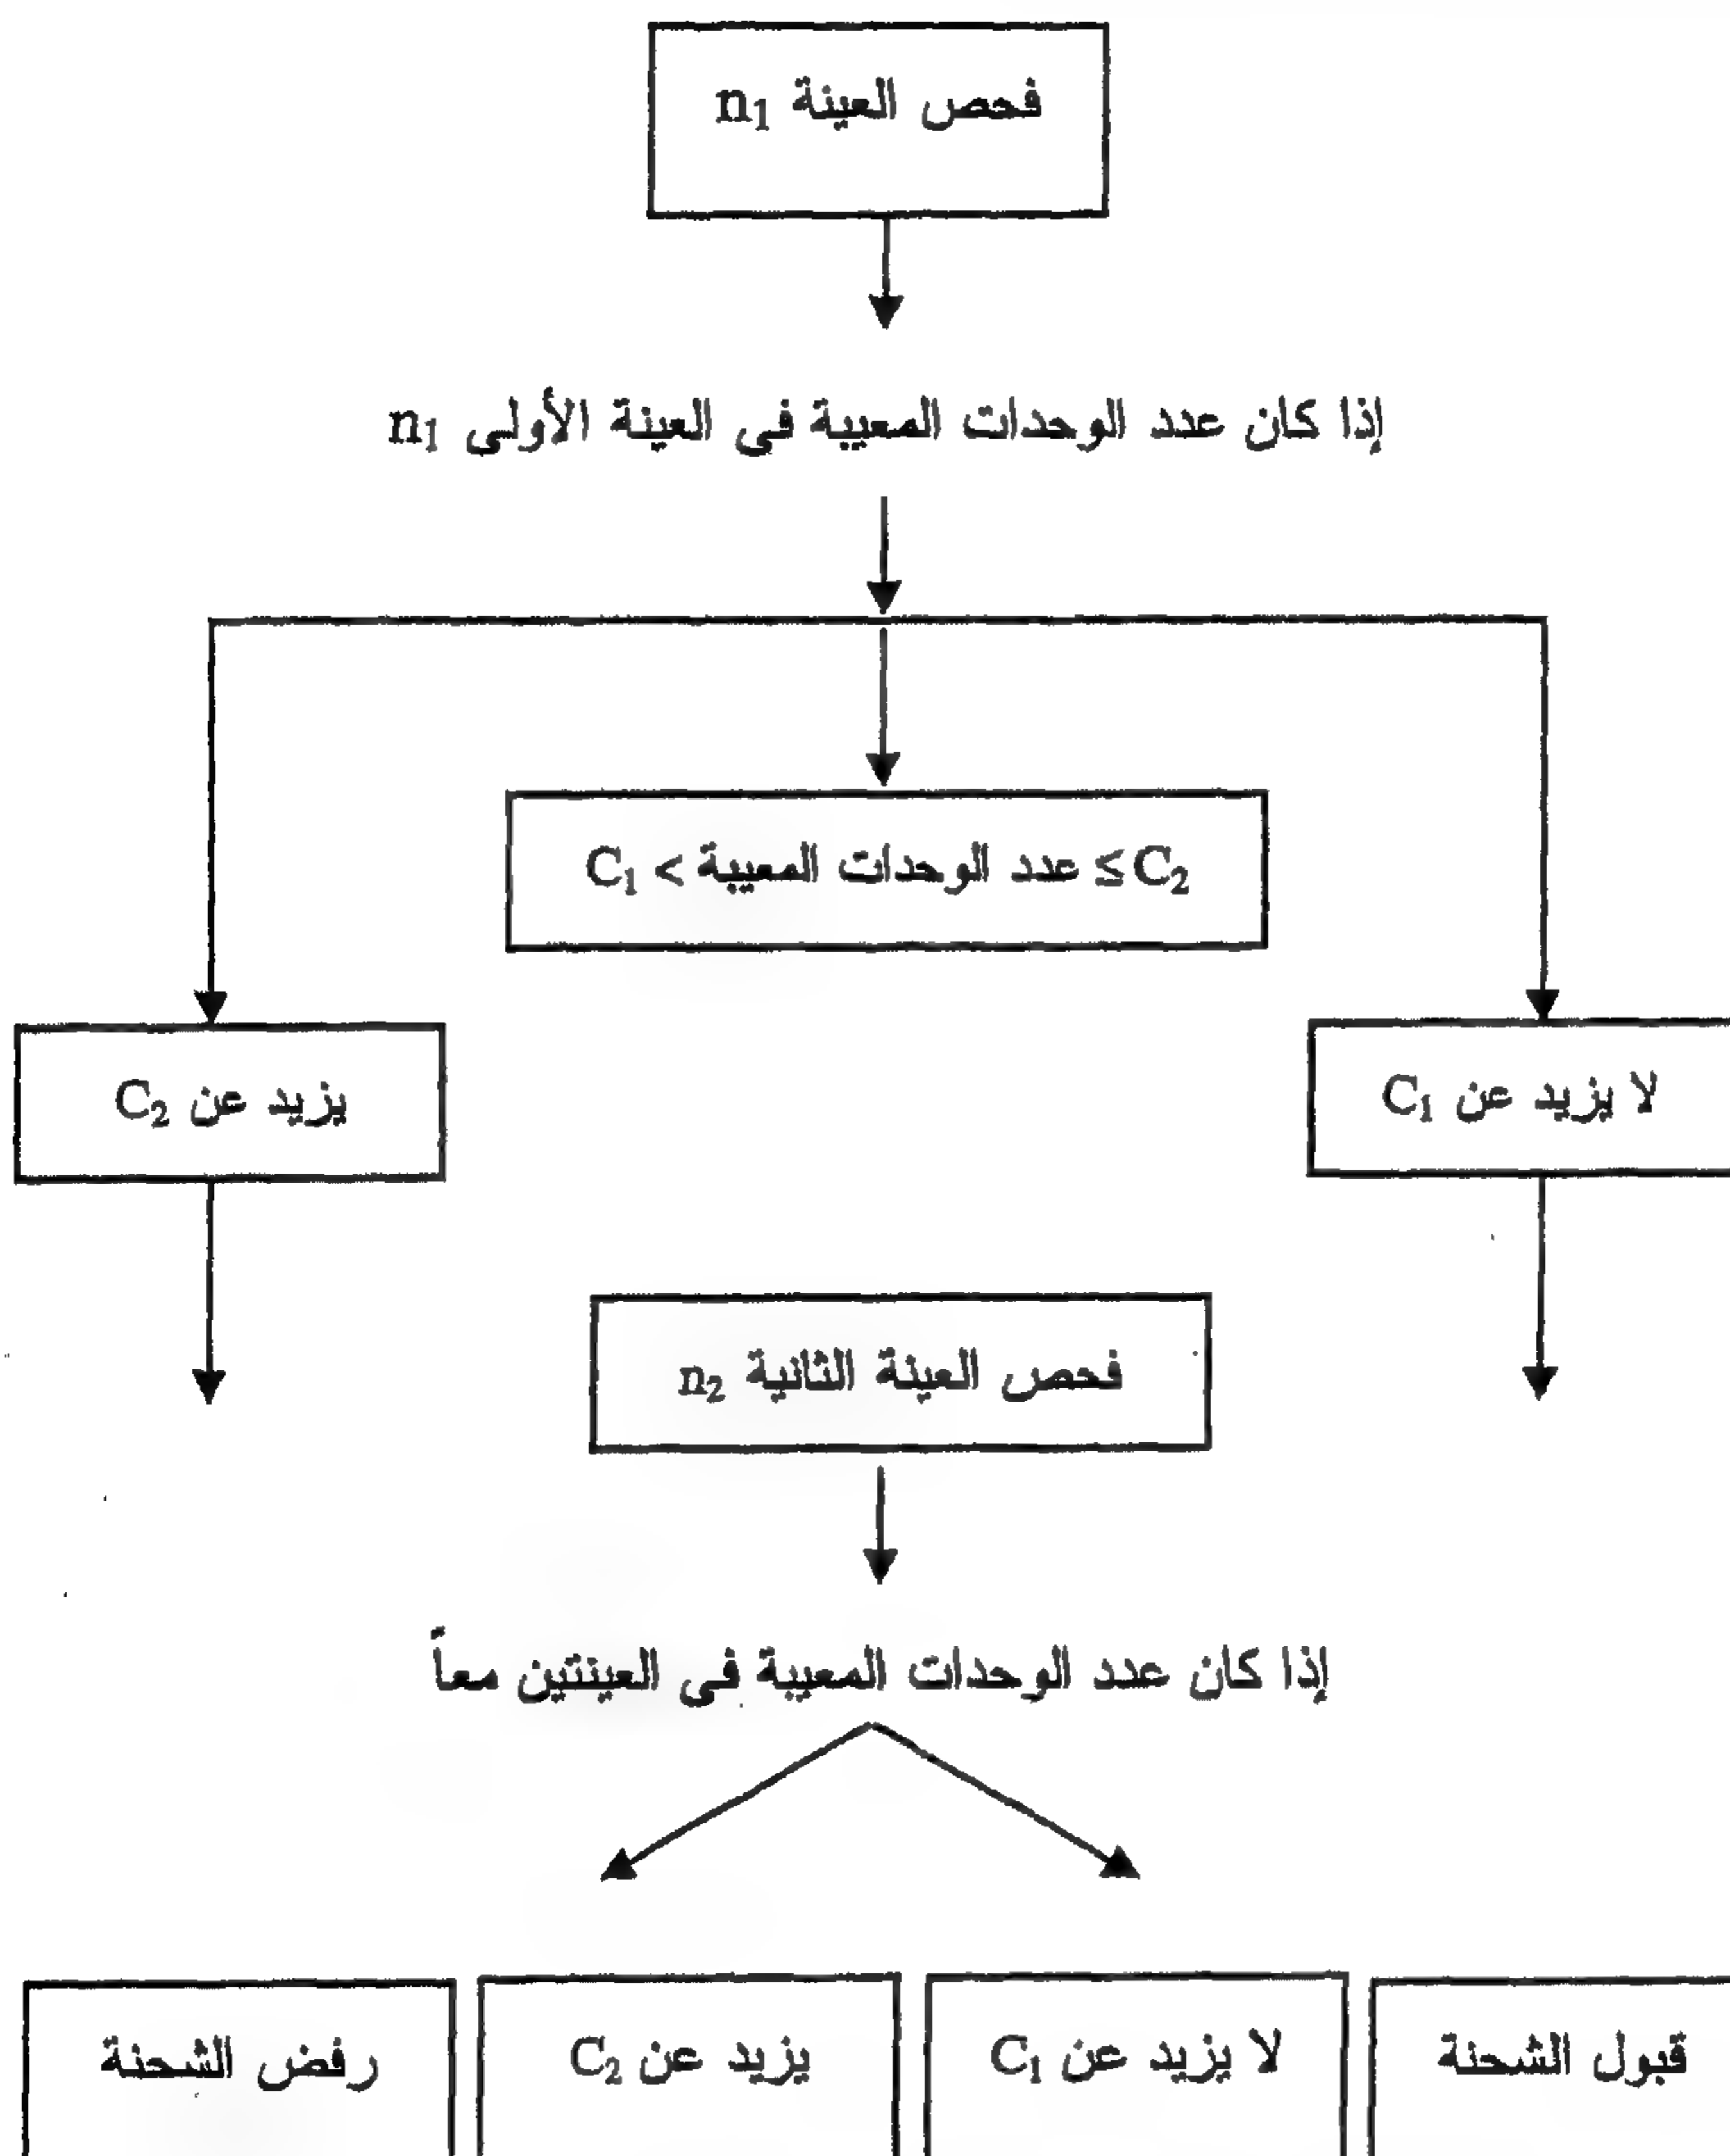 فحص العينة n₁
إذا كان عدد الوحدات المعيبة في العينة الأولى n₁
C₁ < عدد الوحدات المعيبة ≤ C₂
لا يزيد عن C₁
يزيد عن C₂
فحص العينة الثانية n₂
إذا كان عدد الوحدات المعيبة في العينتين معاً
قبول الشحنة
لا يزيد عن C₁
يزيد عن C₂
رفض الشحنة